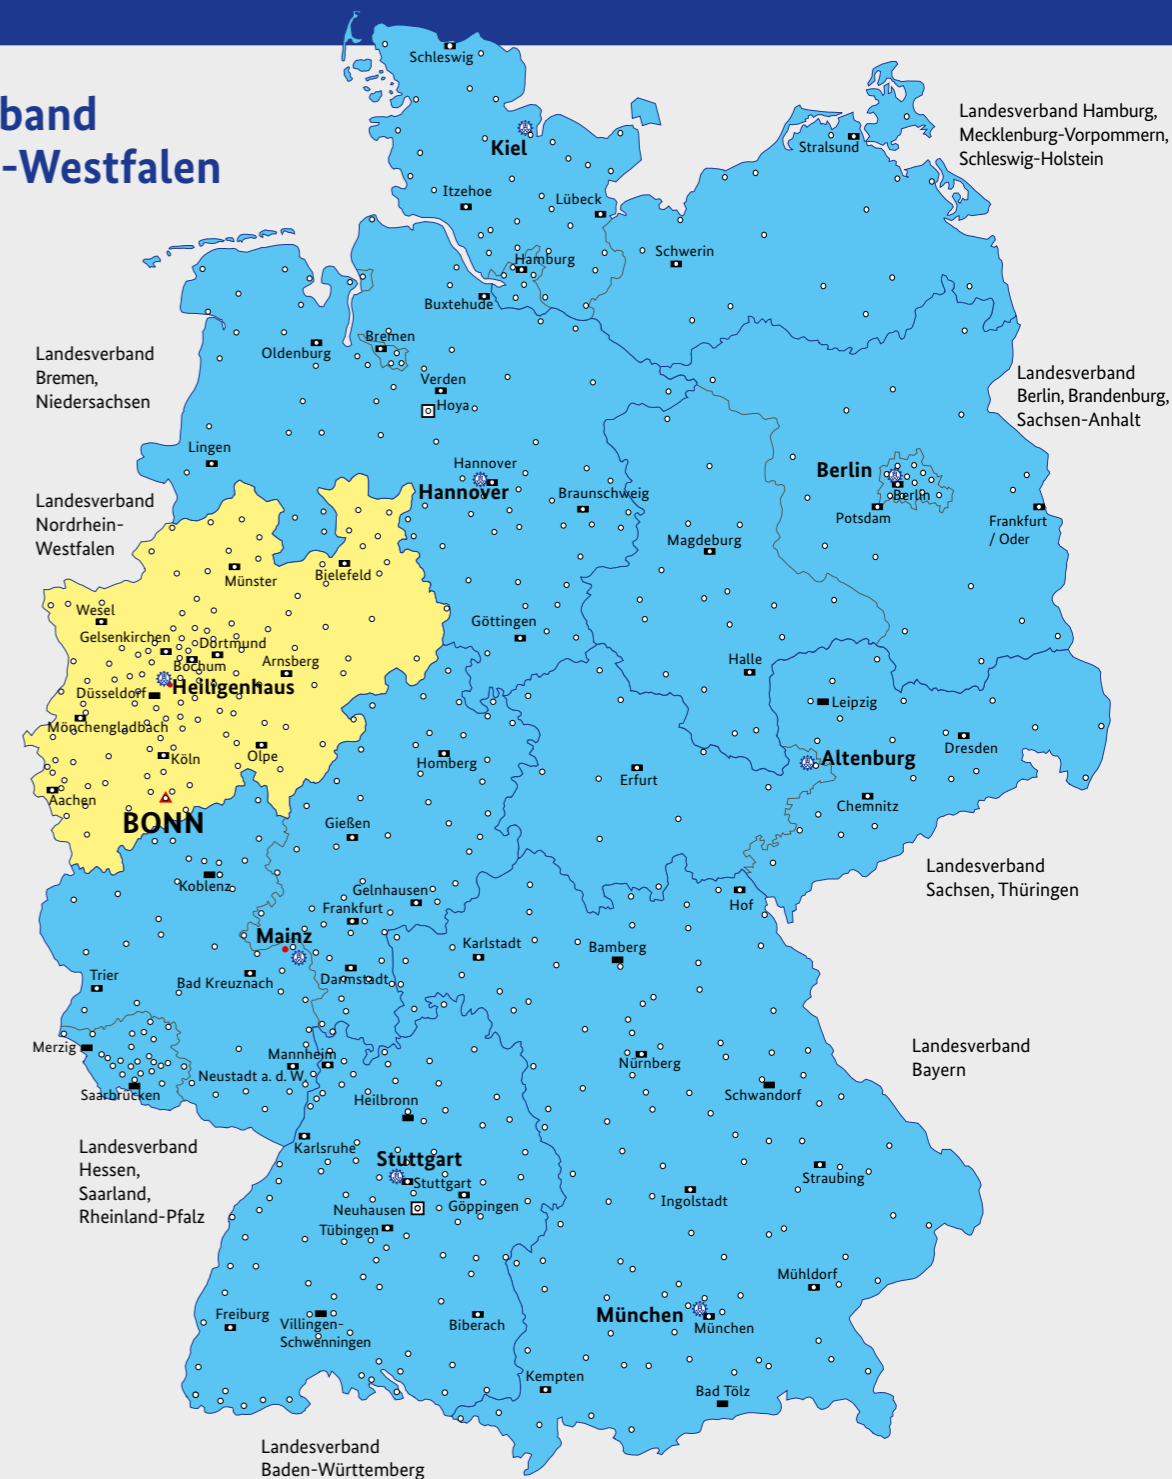 band
-Westfalen
Schleswig
Kiel
Landesverband Hamburg,
Mecklenburg-Vorpommern,
Schleswig-Holstein
Stralsund
Itzehoe
Lübeck
Schwerin
Hamburg
Buxtehude
Bremen
Oldenburg
Landesverband
Bremen,
Niedersachsen
Verden
Hoya
Landesverband
Berlin, Brandenburg,
Sachsen-Anhalt
Lingen
Hannover
Hannover
Braunschweig
Berlin
Berlin
Potsdam
Frankfurt
/ Oder
Landesverband
Nordrhein-
Westfalen
Magdeburg
Münster
Bielefeld
Wesel
Göttingen
Gelsenkirchen
Dortmund
Bochum
Arnsberg
Halle
Düsseldorf
Heiligenhaus
Leipzig
Mönchengladbach
Köln
Olpe
Homberg
Erfurt
Altenburg
Dresden
Aachen
Chemnitz
BONN
Gießen
Landesverband
Sachsen, Thüringen
Koblenz
Gelnhausen
Frankfurt
Hof
Mainz
Karlstadt
Bamberg
Trier
Bad Kreuznach
Darmstadt
Merzig
Mannheim
Neustadt a. d. W.
Nürnberg
Landesverband
Bayern
Saarbrücken
Heilbronn
Schwandorf
Landesverband
Hessen,
Saarland,
Rheinland-Pfalz
Karlsruhe
Stuttgart
Stuttgart
Straubing
Neuhausen
Göppingen
Ingolstadt
Tübingen
Mühldorf
Freiburg
Villingen-
Schwenningen
Biberach
München
München
Kempten
Bad Tölz
Landesverband
Baden-Württemberg